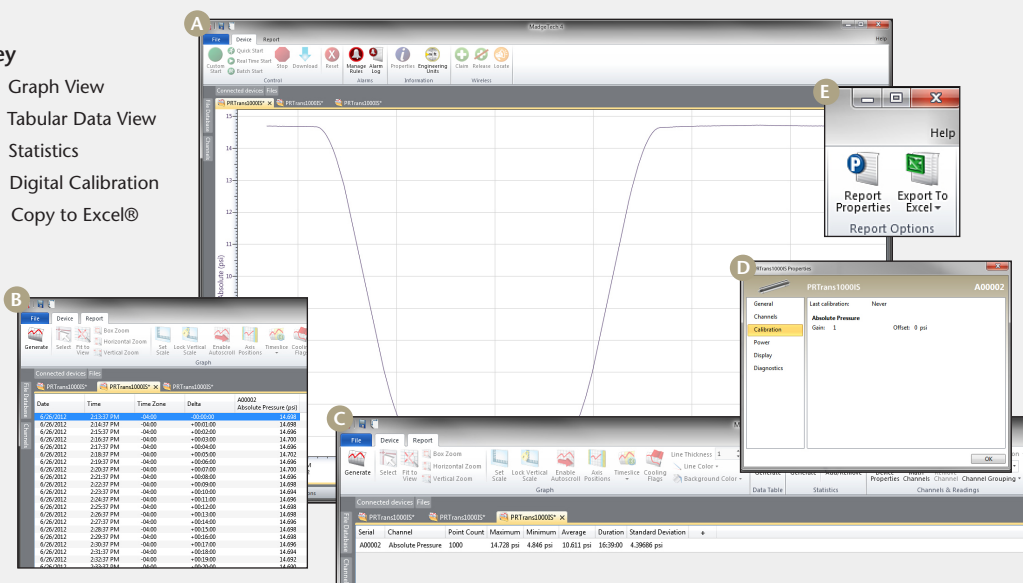 ey
Graph View
Tabular Data View
Statistics
Digital Calibration
Copy to Excel®
A
MadgeTech 4
File Device Report Help
Custom Start
Quick Start
Real Time Start
Batch Start
Stop Download Reset
Manage Rules
Alarm Log
Properties
Engineering Units
Claim Release Locate
Control Alarms Information Wireless
Connected devices Files
File Database
Channels
PRTrans1000IS* PRTrans1000IS* PRTrans1000IS*
15
14
13
12
11
10
Absolute (psi)
E
Help
Report Properties
Export To Excel
Report Options
D
PRTrans1000IS Properties
PRTrans1000IS A00002
General
Channels
Calibration
Power
Display
Diagnostics
Last calibration: Never
Absolute Pressure
Gain: 1 Offset: 0 psi
OK
B
File Device Report
Generate Select
Fit to View
Box Zoom
Horizontal Zoom
Vertical Zoom
Set Scale
Lock Vertical Scale
Enable Autoscroll
Axis Positions
Timeslice
Cooling Flags
Graph
Connected devices Files
File Database
Channels
PRTrans1000IS* PRTrans1000IS* PRTrans1000IS*
Date Time Time Zone Delta A00002 Absolute Pressure (psi)
6/26/2012 2:13:37 PM -04:00 -00:00:00 14.698
6/26/2012 2:14:37 PM -04:00 +00:01:00 14.698
6/26/2012 2:15:37 PM -04:00 +00:02:00 14.696
6/26/2012 2:16:37 PM -04:00 +00:03:00 14.700
6/26/2012 2:17:37 PM -04:00 +00:04:00 14.696
6/26/2012 2:18:37 PM -04:00 +00:05:00 14.702
6/26/2012 2:19:37 PM -04:00 +00:06:00 14.696
6/26/2012 2:20:37 PM -04:00 +00:07:00 14.700
6/26/2012 2:21:37 PM -04:00 +00:08:00 14.696
6/26/2012 2:22:37 PM -04:00 +00:09:00 14.698
6/26/2012 2:23:37 PM -04:00 +00:10:00 14.694
6/26/2012 2:24:37 PM -04:00 +00:11:00 14.696
6/26/2012 2:25:37 PM -04:00 +00:12:00 14.698
6/26/2012 2:26:37 PM -04:00 +00:13:00 14.698
6/26/2012 2:27:37 PM -04:00 +00:14:00 14.696
6/26/2012 2:28:37 PM -04:00 +00:15:00 14.698
6/26/2012 2:29:37 PM -04:00 +00:16:00 14.698
6/26/2012 2:30:37 PM -04:00 +00:17:00 14.696
6/26/2012 2:31:37 PM -04:00 +00:18:00 14.694
6/26/2012 2:32:37 PM -04:00 +00:19:00 14.692
C
File Device Report
Generate Select
Fit to View
Box Zoom
Horizontal Zoom
Vertical Zoom
Set Scale
Lock Vertical Scale
Enable Autoscroll
Axis Positions
Timeslice
Cooling Flags
Line Thickness 1
Line Color
Background Color
Graph Data Table Statistics Channels & Readings
Properties Channels Channel Channel Grouping
Connected devices Files
File Database
PRTrans1000IS* PRTrans1000IS* PRTrans1000IS*
Serial Channel Point Count Maximum Minimum Average Duration Standard Deviation +
A00002 Absolute Pressure 1000 14.728 psi 4.846 psi 10.611 psi 16:39:00 4.39686 psi